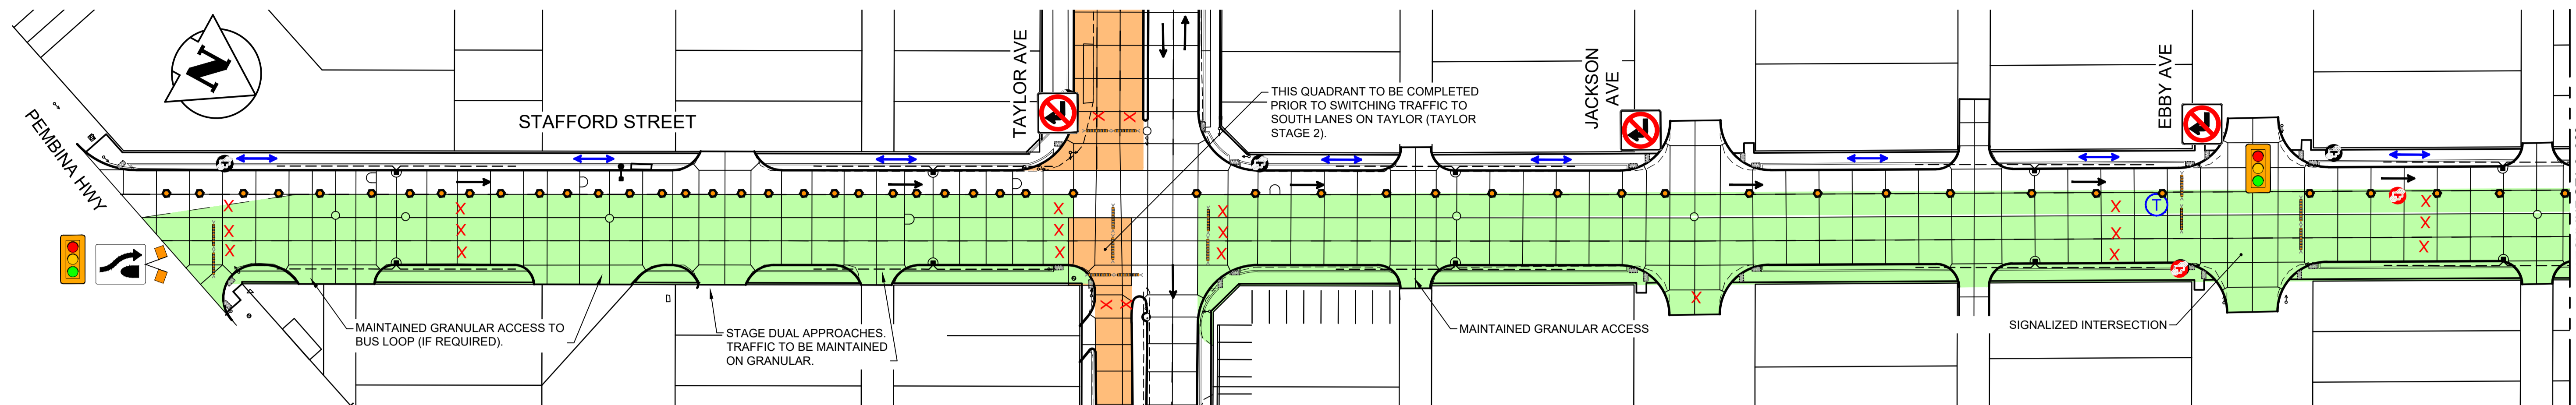 N
PEMBINA HWY
STAFFORD STREET
TAYLOR AVE
THIS QUADRANT TO BE COMPLETED
PRIOR TO SWITCHING TRAFFIC TO
SOUTH LANES ON TAYLOR (TAYLOR
STAGE 2).
JACKSON
AVE
EBBY AVE
T
MAINTAINED GRANULAR ACCESS TO
BUS LOOP (IF REQUIRED).
STAGE DUAL APPROACHES.
TRAFFIC TO BE MAINTAINED
ON GRANULAR.
MAINTAINED GRANULAR ACCESS
SIGNALIZED INTERSECTION